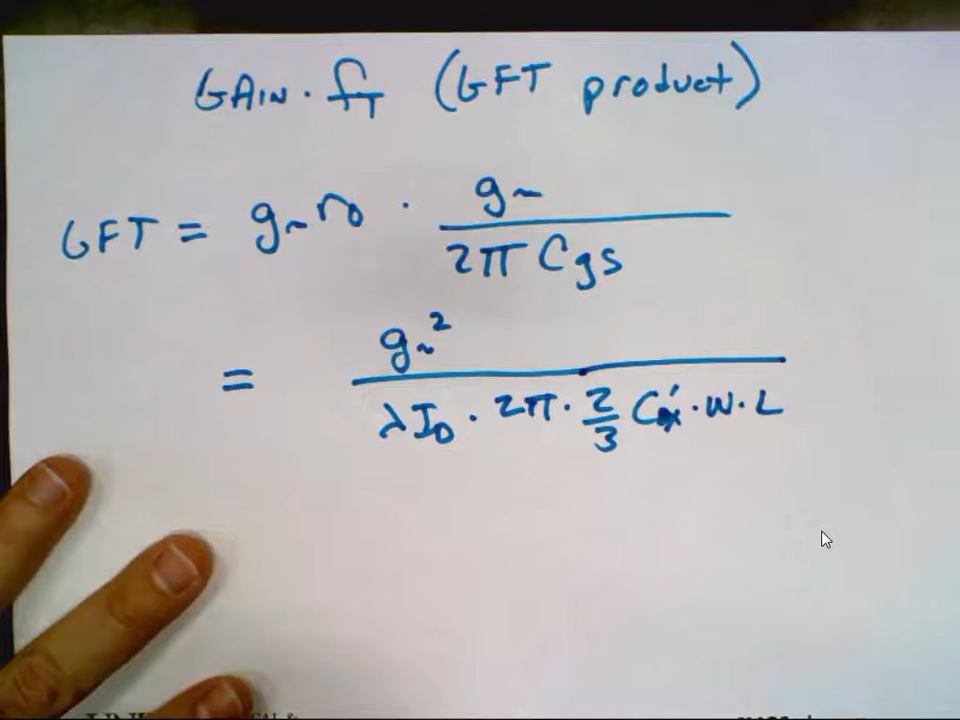 GAIN · fT (GFT product)
GFT = gm ro · gm / 2π Cgs
= gm² / λID · 2π · 2/3 C'ox · W · L